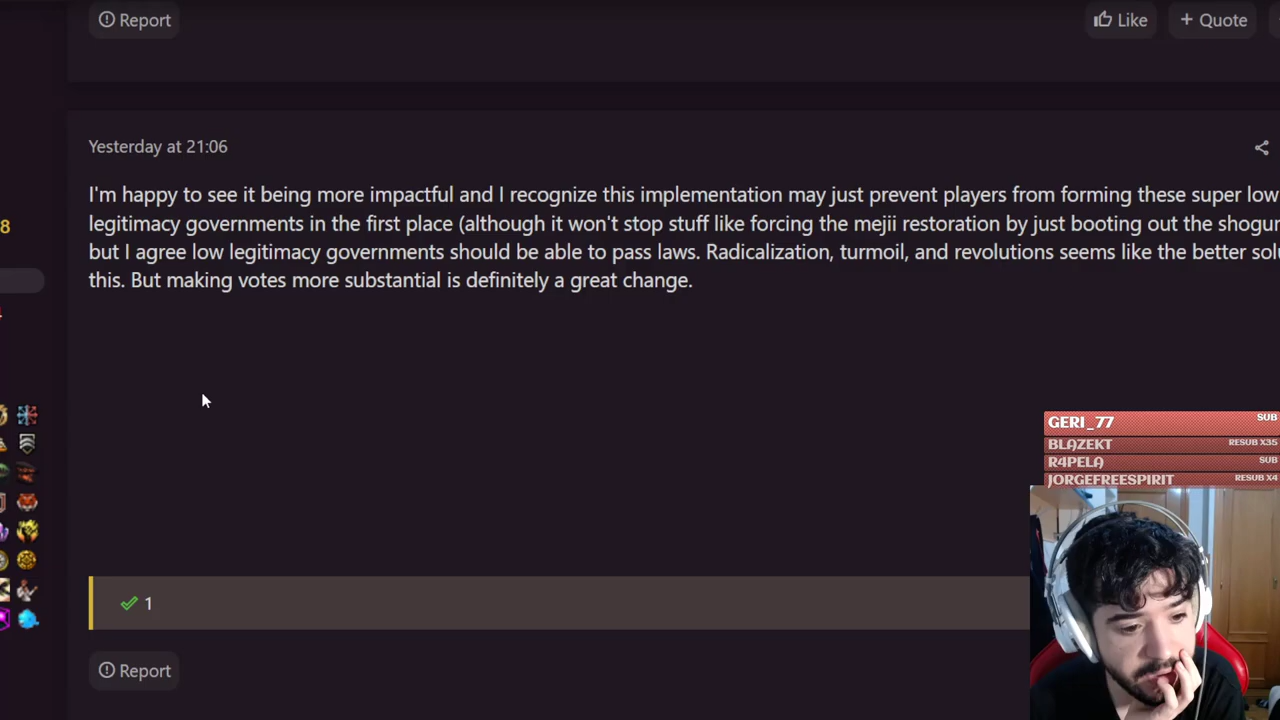 Report
Like
+ Quote
Yesterday at 21:06
I'm happy to see it being more impactful and I recognize this implementation may just prevent players from forming these super low
legitimacy governments in the first place (although it won't stop stuff like forcing the mejii restoration by just booting out the shogun
but I agree low legitimacy governments should be able to pass laws. Radicalization, turmoil, and revolutions seems like the better
this. But making votes more substantial is definitely a great change.
8
GERI_77 SUB
BLAZEKT RESUB X35
R4PELA SUB
JORGEFREESPIRIT RESUB X4
1
Report